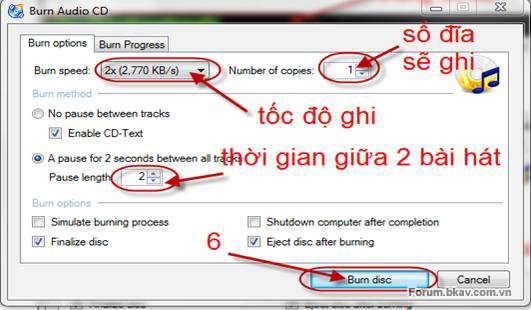 Burn Audio CD
Burn options Burn Progress
số đĩa
sẽ ghi
Burn speed: 2x (2,770 KB/s) Number of copies: 1
Burn method
No pause between tracks
tốc độ ghi
Enable CD-Text
A pause for 2 seconds between all tracks
thời gian giữa 2 bài hát
Pause length: 2
Burn options
Simulate burning process Shutdown computer after completion
Finalize disc Eject disc after burning
6
Burn disc Cancel
Forum.bkav.com.vn